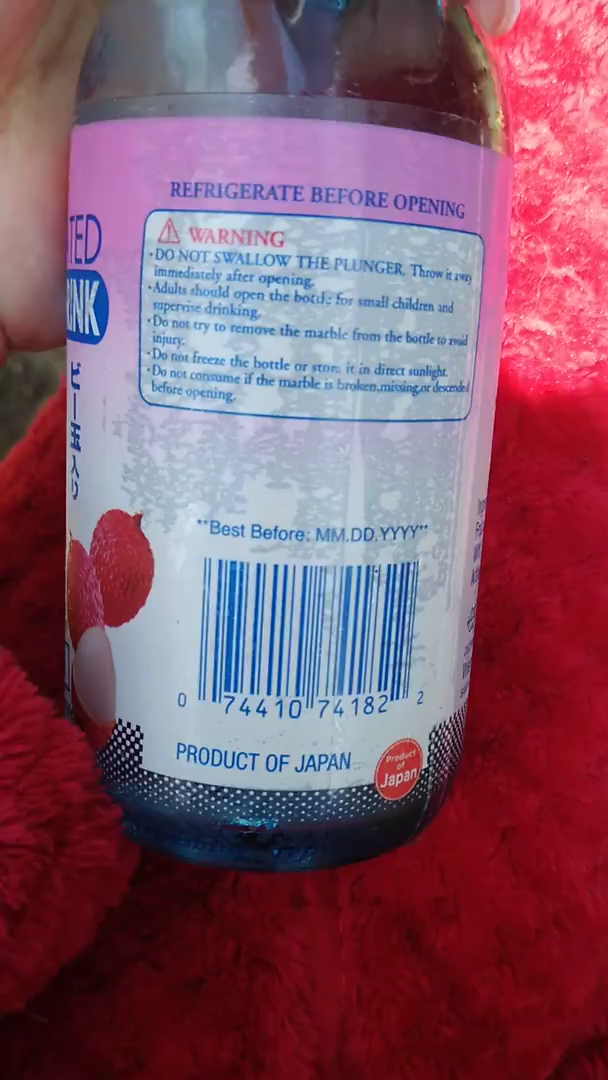 REFRIGERATE BEFORE OPENING
WARNING
•DO NOT SWALLOW THE PLUNGER. Throw it away
immediately after opening.
•Adults should open the bottle for small children and
supervise drinking.
•Do not try to remove the marble from the bottle to avoid
injury.
•Do not freeze the bottle or store it in direct sunlight.
•Do not consume if the marble is broken,missing,or descended
before opening.
TED
INK
ビー玉入り
**Best Before: MM.DD.YYYY**
0 74410 74182 2
PRODUCT OF JAPAN
Product
of
Japan